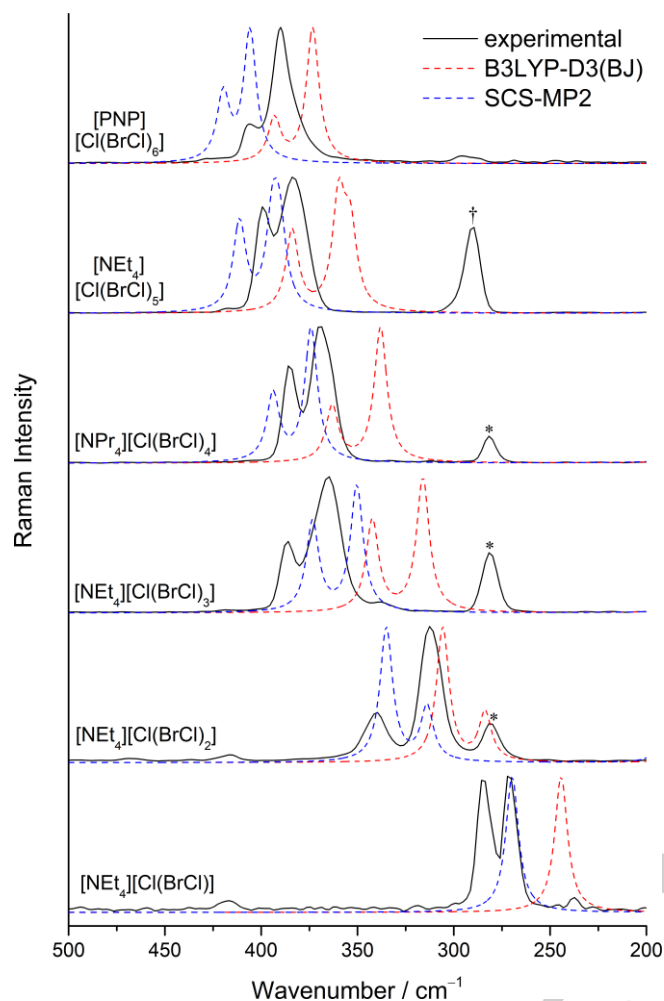 experimental
B3LYP-D3(BJ)
SCS-MP2
[PNP]
[Cl(BrCl)₆]
[NEt₄]
[Cl(BrCl)₅]
†
[NPr₄][Cl(BrCl)₄]
*
[NEt₄][Cl(BrCl)₃]
*
[NEt₄][Cl(BrCl)₂]
*
[NEt₄][Cl(BrCl)]
Raman Intensity
500 450 400 350 300 250 200
Wavenumber / cm⁻¹